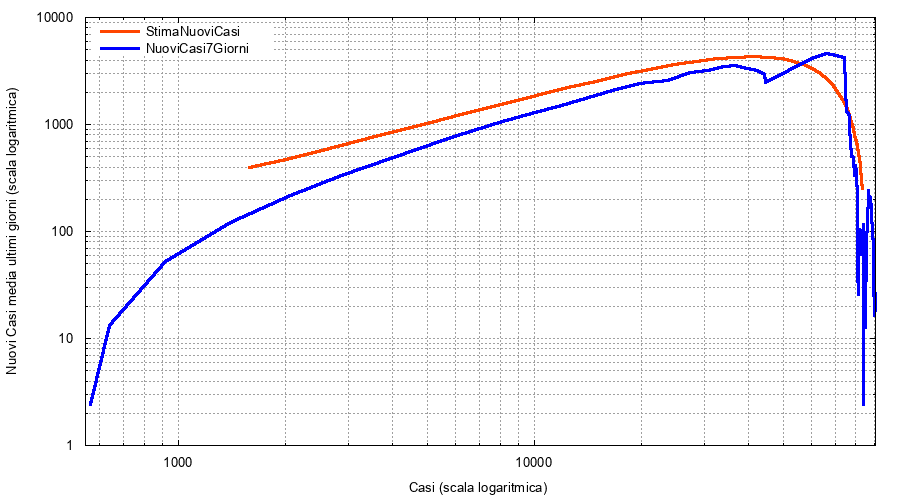 10000
StimaNuoviCasi
NuoviCasi7Giorni
1000
100
10
1
Nuovi Casi media ultimi giorni (scala logaritmica)
1000
10000
Casi (scala logaritmica)